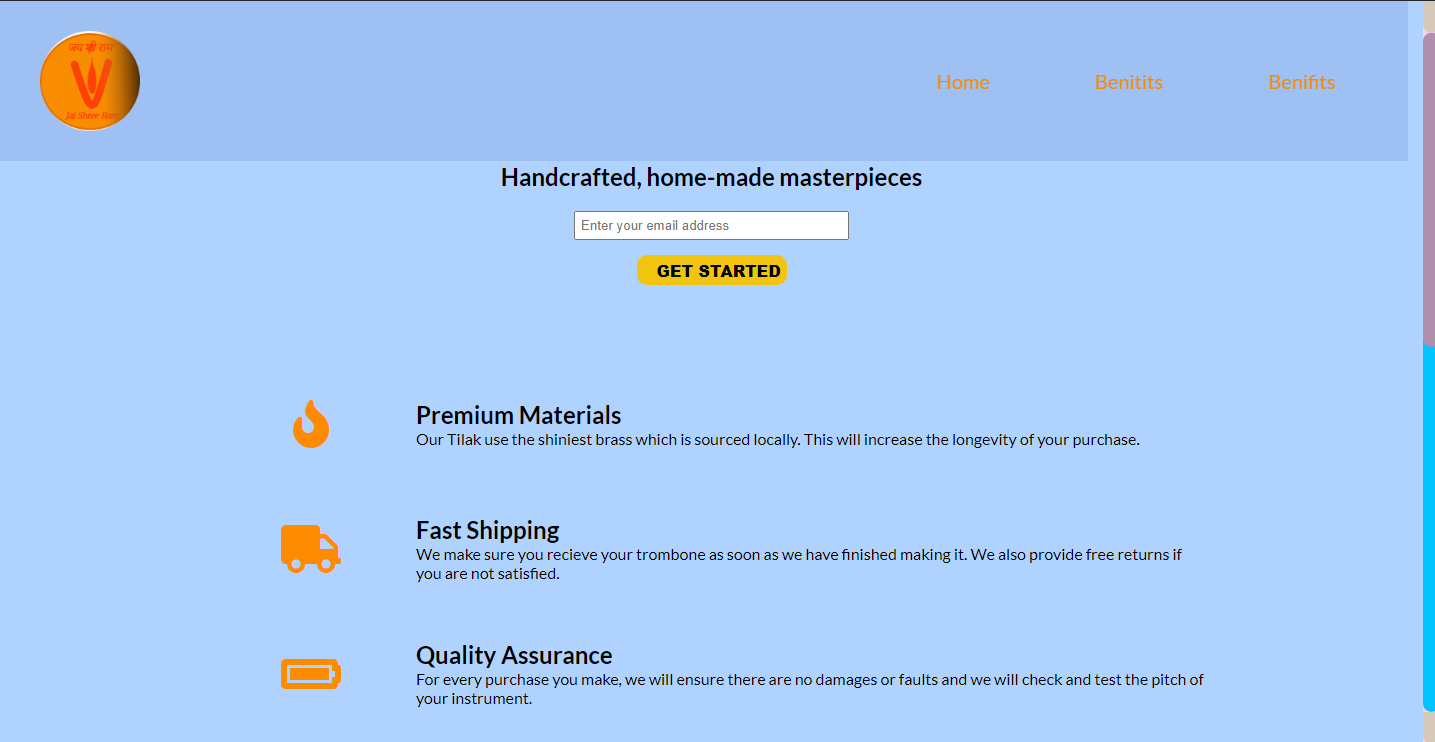 जय श्री राम
Jai Shree Ram
Home
Benitits
Benifits
Handcrafted, home-made masterpieces
Enter your email address
GET STARTED
Premium Materials
Our Tilak use the shiniest brass which is sourced locally. This will increase the longevity of your purchase.
Fast Shipping
We make sure you recieve your trombone as soon as we have finished making it. We also provide free returns if
you are not satisfied.
Quality Assurance
For every purchase you make, we will ensure there are no damages or faults and we will check and test the pitch of
your instrument.